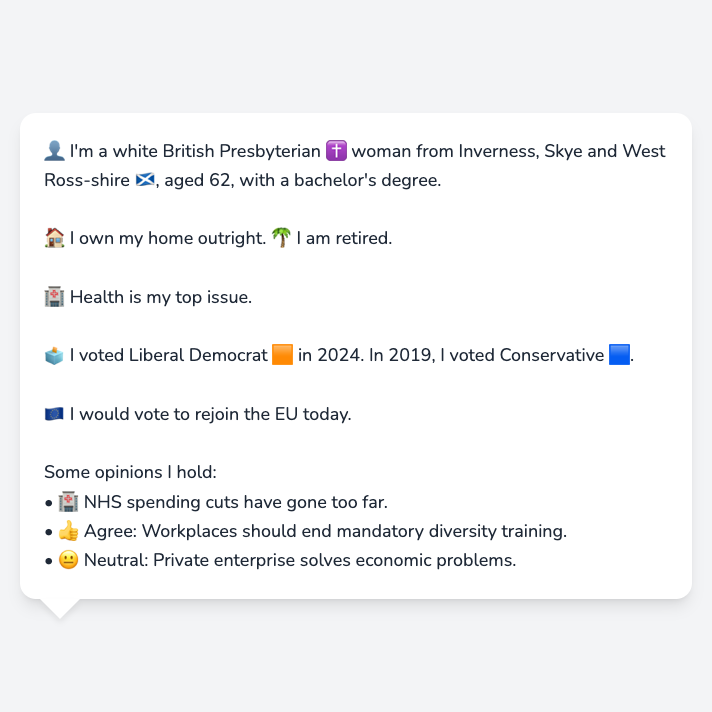 👤 I'm a white British Presbyterian ✝️ woman from Inverness, Skye and West
Ross-shire 🏴󠁧󠁢󠁳󠁣󠁴󠁿, aged 62, with a bachelor's degree.
🏠 I own my home outright. 🌴 I am retired.
🏥 Health is my top issue.
🗳️ I voted Liberal Democrat 🟧 in 2024. In 2019, I voted Conservative 🟦.
🇪🇺 I would vote to rejoin the EU today.
Some opinions I hold:
• 🏥 NHS spending cuts have gone too far.
• 👍 Agree: Workplaces should end mandatory diversity training.
• 😐 Neutral: Private enterprise solves economic problems.